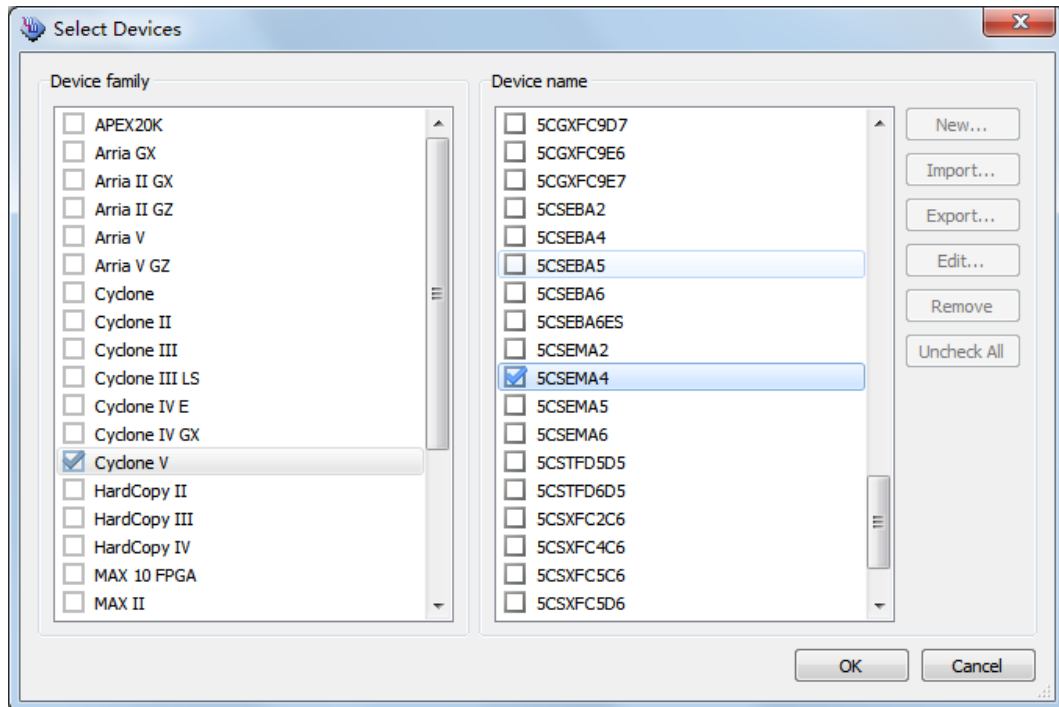 Select Devices
Device family
APEX20K
Arria GX
Arria II GX
Arria II GZ
Arria V
Arria V GZ
Cyclone
Cyclone II
Cyclone III
Cyclone III LS
Cyclone IV E
Cyclone IV GX
Cyclone V
HardCopy II
HardCopy III
HardCopy IV
MAX 10 FPGA
MAX II
Device name
5CGXFC9D7
5CGXFC9E6
5CGXFC9E7
5CSEBA2
5CSEBA4
5CSEBA5
5CSEBA6
5CSEBA6ES
5CSEMA2
5CSEMA4
5CSEMA5
5CSEMA6
5CSTFD5D5
5CSTFD6D5
5CSXFC2C6
5CSXFC4C6
5CSXFC5C6
5CSXFC5D6
New...
Import...
Export...
Edit...
Remove
Uncheck All
OK
Cancel